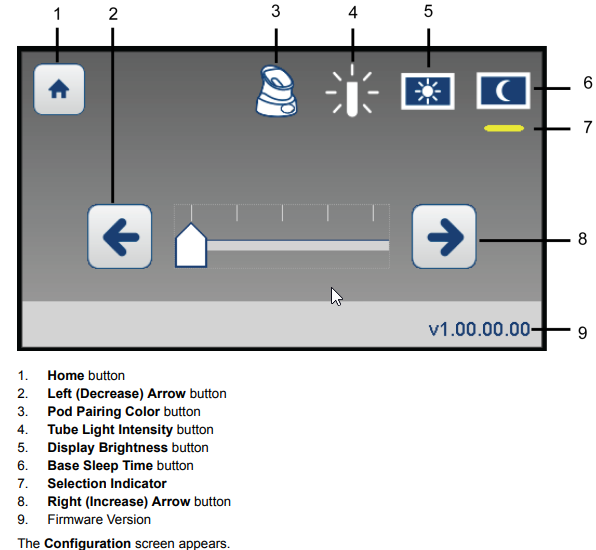 1 2 3 4 5
6
7
8
v1.00.00.00
9
1. Home button
2. Left (Decrease) Arrow button
3. Pod Pairing Color button
4. Tube Light Intensity button
5. Display Brightness button
6. Base Sleep Time button
7. Selection Indicator
8. Right (Increase) Arrow button
9. Firmware Version
The Configuration screen appears.